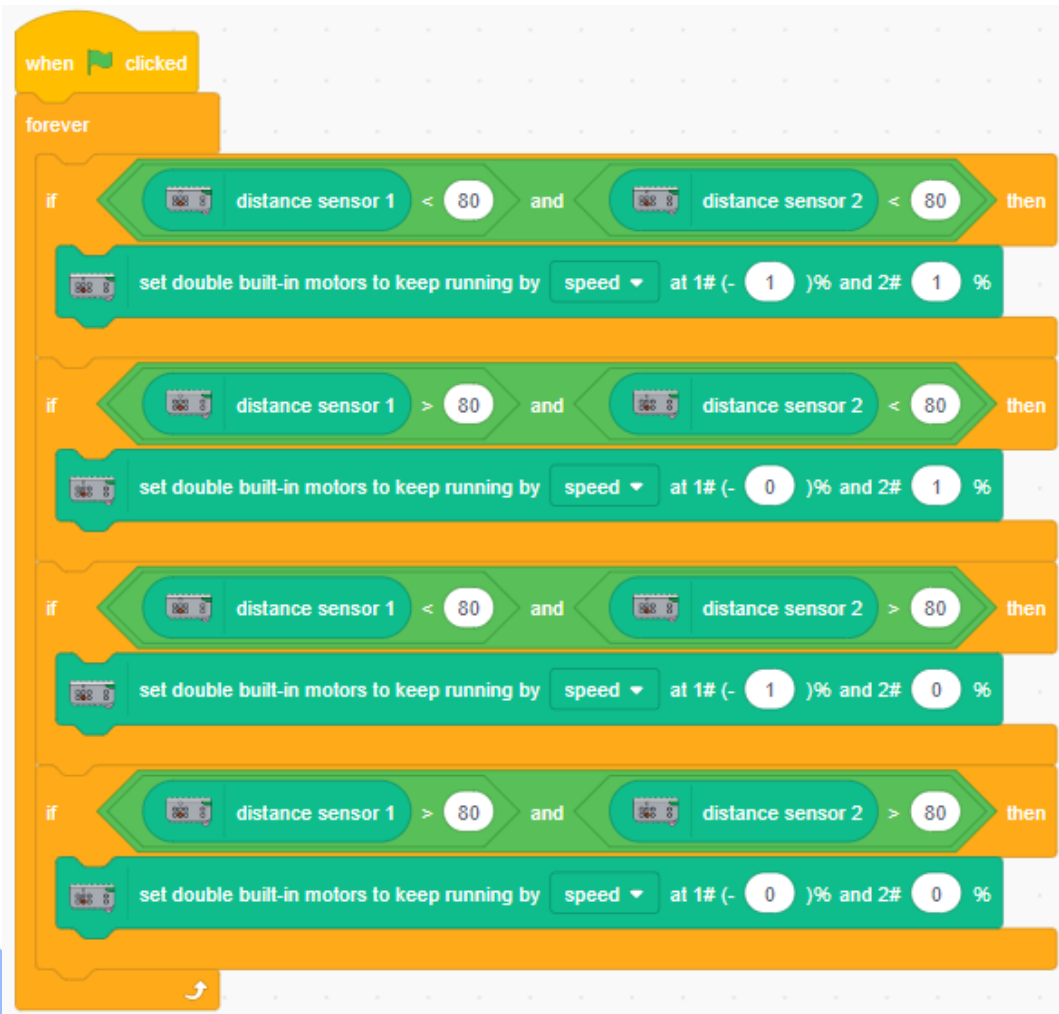 when clicked
forever
if distance sensor 1 < 80 and distance sensor 2 < 80 then
set double built-in motors to keep running by speed at 1# (- 1 )% and 2# 1 %
if distance sensor 1 > 80 and distance sensor 2 < 80 then
set double built-in motors to keep running by speed at 1# (- 0 )% and 2# 1 %
if distance sensor 1 < 80 and distance sensor 2 > 80 then
set double built-in motors to keep running by speed at 1# (- 1 )% and 2# 0 %
if distance sensor 1 > 80 and distance sensor 2 > 80 then
set double built-in motors to keep running by speed at 1# (- 0 )% and 2# 0 %